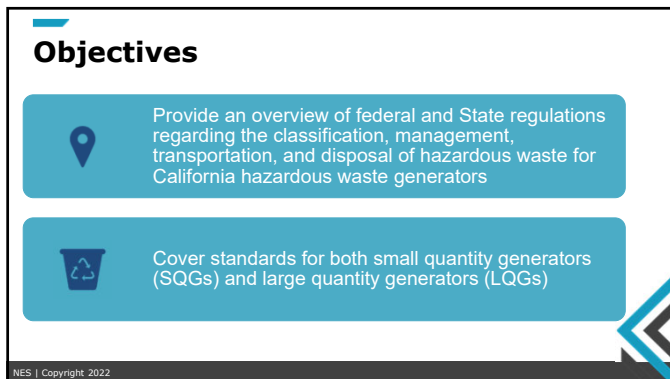 Objectives
Provide an overview of federal and State regulations
regarding the classification, management,
transportation, and disposal of hazardous waste for
California hazardous waste generators
Cover standards for both small quantity generators
(SQGs) and large quantity generators (LQGs)
NES | Copyright 2022